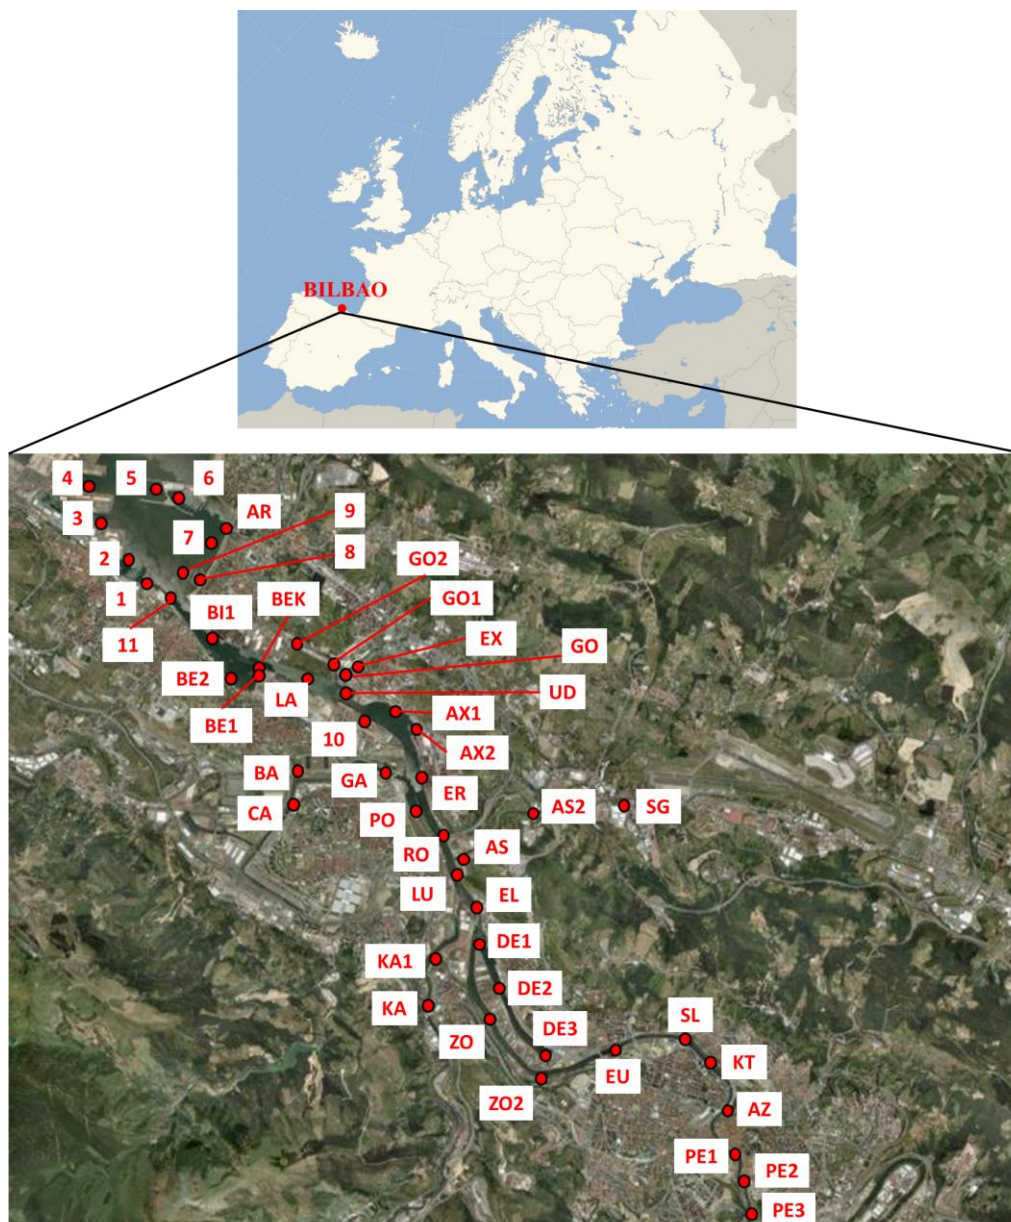 BILBAO
4
5
6
AR
9
3
7
8
2
GO2
1
BEK
GO1
BI1
11
EX
GO
BE2
LA
UD
BE1
AX1
10
AX2
BA
GA
ER
CA
PO
AS2
SG
RO
AS
LU
EL
DE1
KA1
DE2
KA
SL
ZO
DE3
EU
KT
ZO2
AZ
PE1
PE2
PE3